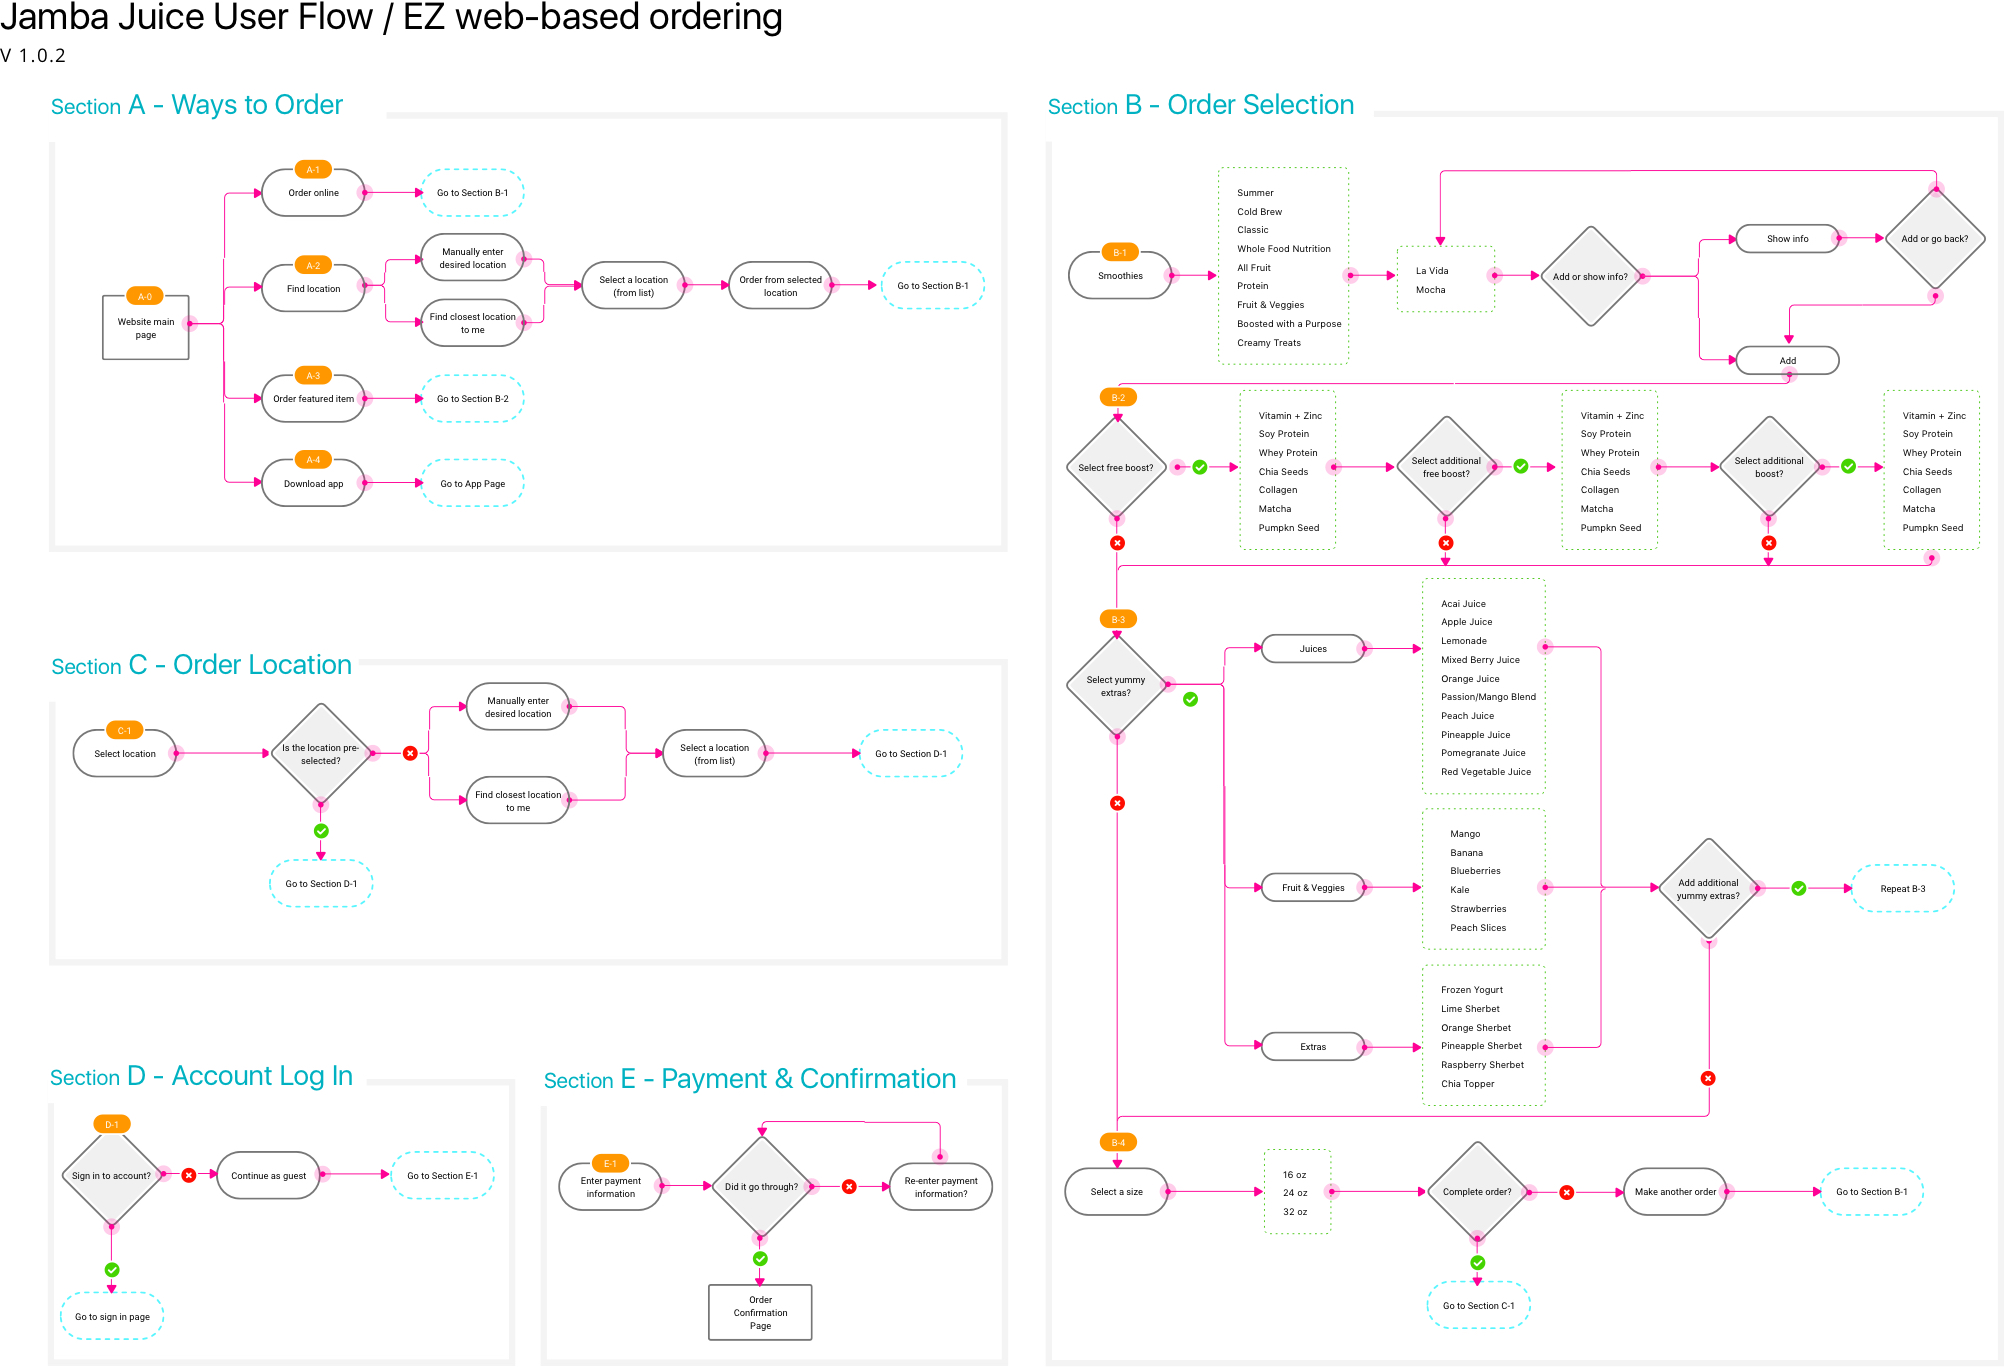 Jamba Juice User Flow / EZ web-based ordering
V 1.0.2
Section A - Ways to Order
A-0
Website main
page
A-1
Order online
Go to Section B-1
A-2
Find location
Manually enter
desired location
Find closest location
to me
Select a location
(from list)
Order from selected
location
Go to Section B-1
A-3
Order featured item
Go to Section B-2
A-4
Download app
Go to App Page
Section B - Order Selection
B-1
Smoothies
Summer
Cold Brew
Classic
Whole Food Nutrition
All Fruit
Protein
Fruit & Veggies
Boosted with a Purpose
Creamy Treats
La Vida
Mocha
Add or show info?
Show info
Add or go back?
Add
B-2
Select free boost?
Vitamin + Zinc
Soy Protein
Whey Protein
Chia Seeds
Collagen
Matcha
Pumpkn Seed
Select additional
free boost?
Vitamin + Zinc
Soy Protein
Whey Protein
Chia Seeds
Collagen
Matcha
Pumpkn Seed
Select additional
boost?
Vitamin + Zinc
Soy Protein
Whey Protein
Chia Seeds
Collagen
Matcha
Pumpkn Seed
B-3
Select yummy
extras?
Juices
Acai Juice
Apple Juice
Lemonade
Mixed Berry Juice
Orange Juice
Passion/Mango Blend
Peach Juice
Pineapple Juice
Pomegranate Juice
Red Vegetable Juice
Fruit & Veggies
Mango
Banana
Blueberries
Kale
Strawberries
Peach Slices
Extras
Frozen Yogurt
Lime Sherbet
Orange Sherbet
Pineapple Sherbet
Raspberry Sherbet
Chia Topper
Add additional
yummy extras?
Repeat B-3
B-4
Select a size
16 oz
24 oz
32 oz
Complete order?
Make another order
Go to Section B-1
Go to Section C-1
Section C - Order Location
C-1
Select location
Is the location pre-
selected?
Manually enter
desired location
Find closest location
to me
Select a location
(from list)
Go to Section D-1
Go to Section D-1
Section D - Account Log In
D-1
Sign in to account?
Continue as guest
Go to Section E-1
Go to sign in page
Section E - Payment & Confirmation
E-1
Enter payment
information
Did it go through?
Re-enter payment
information?
Order
Confirmation
Page